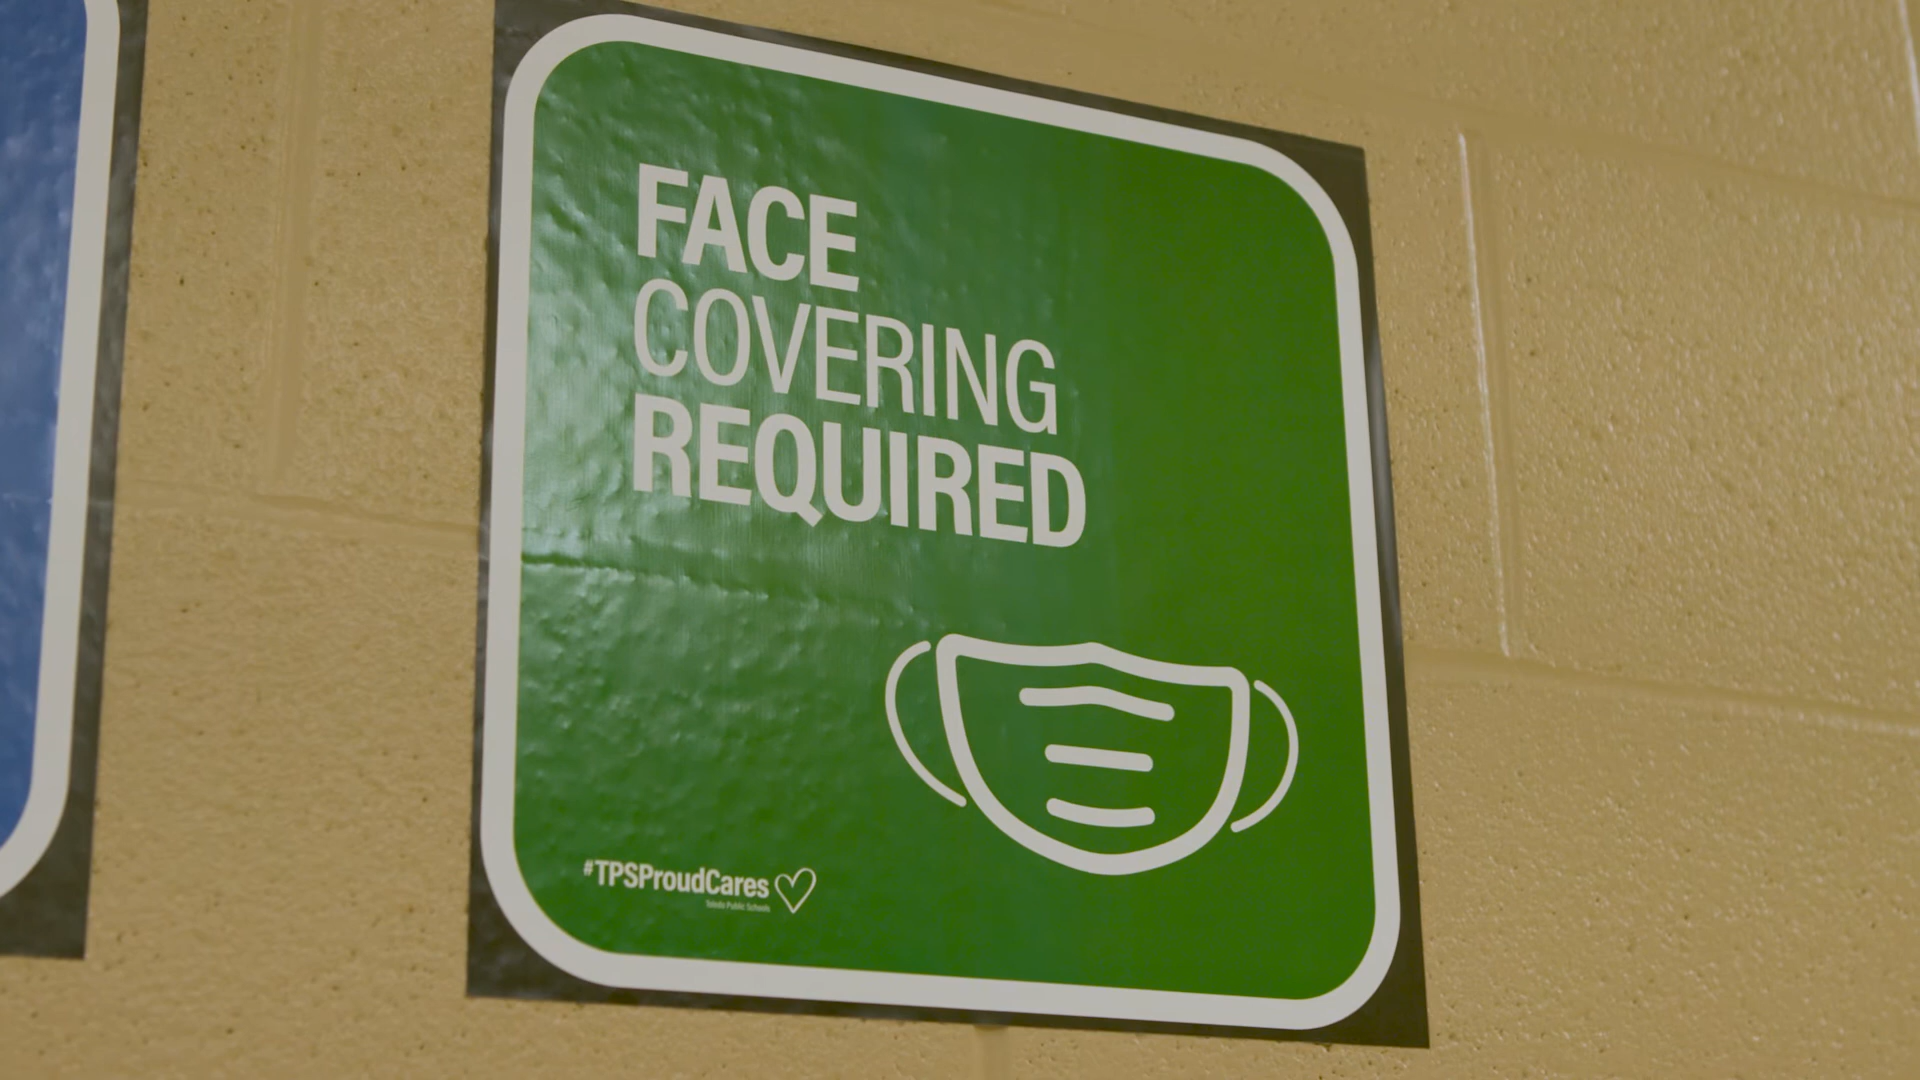 FACE
COVERING
REQUIRED
#TPSProudCares
Toledo Public Schools